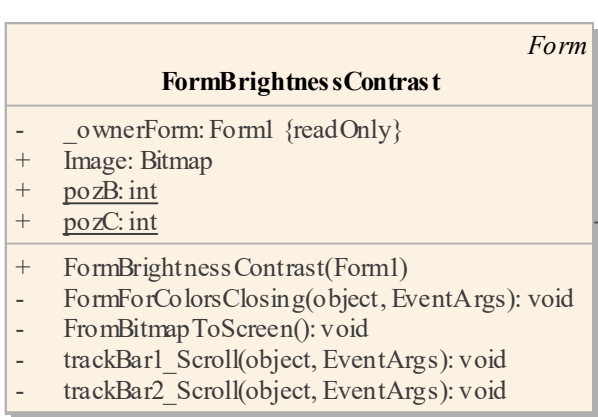 Form
FormBrightnessContrast
- _ownerForm: Form1 {readOnly}
+ Image: Bitmap
+ pozB: int
+ pozC: int
+ FormBrightnessContrast(Form1)
- FormForColorsClosing(object, EventArgs): void
- FromBitmapToScreen(): void
- trackBar1_Scroll(object, EventArgs): void
- trackBar2_Scroll(object, EventArgs): void